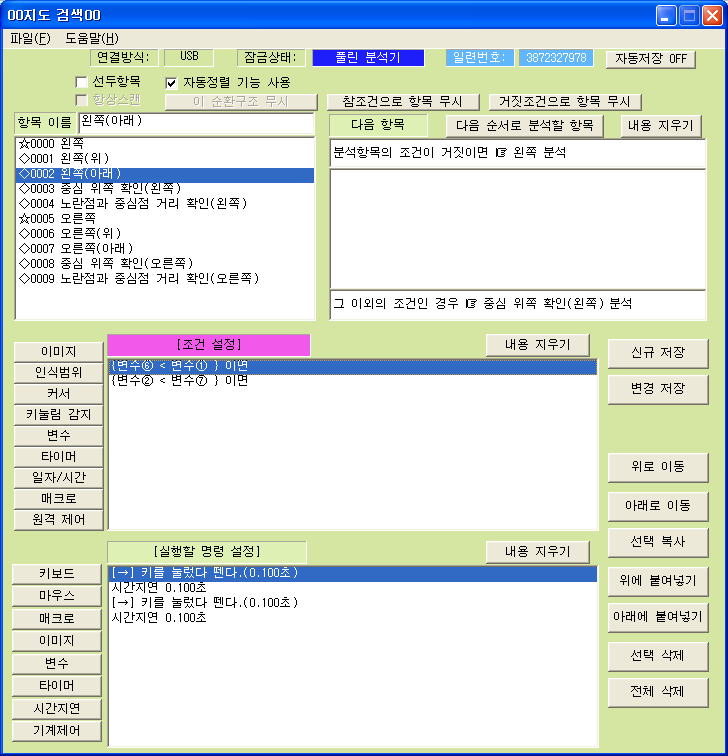 00지도 검색00
파일(F) 도움말(H)
연결방식: USB 잠금상태: 풀린 분석기 일련번호: 3872327978 자동저장 OFF
선두항목 자동정렬 기능 사용
항상스캔 이 순환구조 무시 참조건으로 항목 무시 거짓조건으로 항목 무시
항목 이름 왼쪽(아래)
다음 항목 다음 순서로 분석할 항목 내용 지우기
☆0000 왼쪽
◇0001 왼쪽(위)
◇0002 왼쪽(아래)
◇0003 중심 위쪽 확인(왼쪽)
◇0004 노란점과 중심점 거리 확인(왼쪽)
☆0005 오른쪽
◇0006 오른쪽(위)
◇0007 오른쪽(아래)
◇0008 중심 위쪽 확인(오른쪽)
◇0009 노란점과 중심점 거리 확인(오른쪽)
분석항목의 조건이 거짓이면 ☞ 왼쪽 분석
그 이외의 조건인 경우 ☞ 중심 위쪽 확인(왼쪽) 분석
[조건 설정] 내용 지우기
이미지
인식범위
커서
키눌림 감지
변수
타이머
일자/시간
매크로
원격 제어
{변수⑥ < 변수① } 이면
{변수② < 변수⑦ } 이면
[실행할 명령 설정] 내용 지우기
키보드
마우스
매크로
이미지
변수
타이머
시간지연
기계제어
[→] 키를 눌렀다 뗀다.(0.100초)
시간지연 0.100초
[→] 키를 눌렀다 뗀다.(0.100초)
시간지연 0.100초
신규 저장
변경 저장
위로 이동
아래로 이동
선택 복사
위에 붙여넣기
아래에 붙여넣기
선택 삭제
전체 삭제